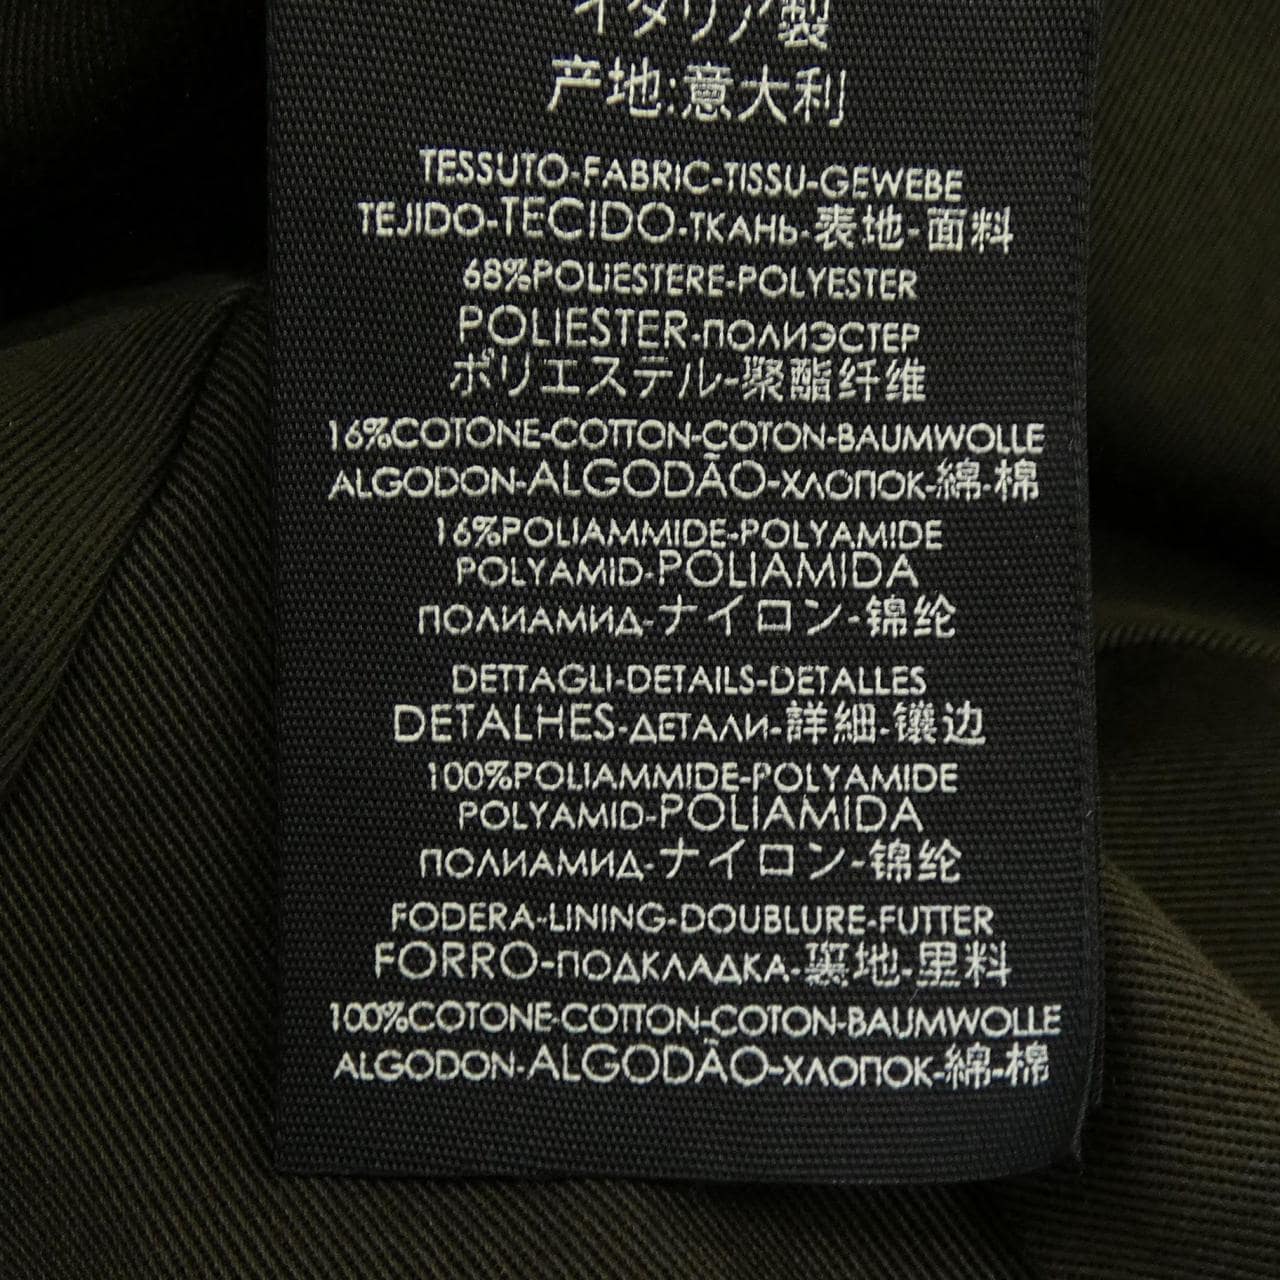 イタリア製
产地:意大利
TESSUTO-FABRIC-TISSU-GEWEBE
TEJIDO-TECIDO-ТКАНЬ-表地-面料
68%POLIESTERE-POLYESTER
POLIESTER-ПОЛИЭСТЕР
ポリエステル-聚酯纤维
16%COTONE-COTTON-COTON-BAUMWOLLE
ALGODON-ALGODÃO-ХЛОПОК-綿-棉
16%POLIAMMIDE-POLYAMIDE
POLYAMID-POLIAMIDA
ПОЛИАМИД-ナイロン-锦纶
DETTAGLI-DETAILS-DETALLES
DETALHES-ДЕТАЛИ-詳細-镶边
100%POLIAMMIDE-POLYAMIDE
POLYAMID-POLIAMIDA
ПОЛИАМИД-ナイロン-锦纶
FODERA-LINING-DOUBLURE-FUTTER
FORRO-ПОДКЛАДКА-裏地-里料
100%COTONE-COTTON-COTON-BAUMWOLLE
ALGODON-ALGODÃO-ХЛОПОК-綿-棉